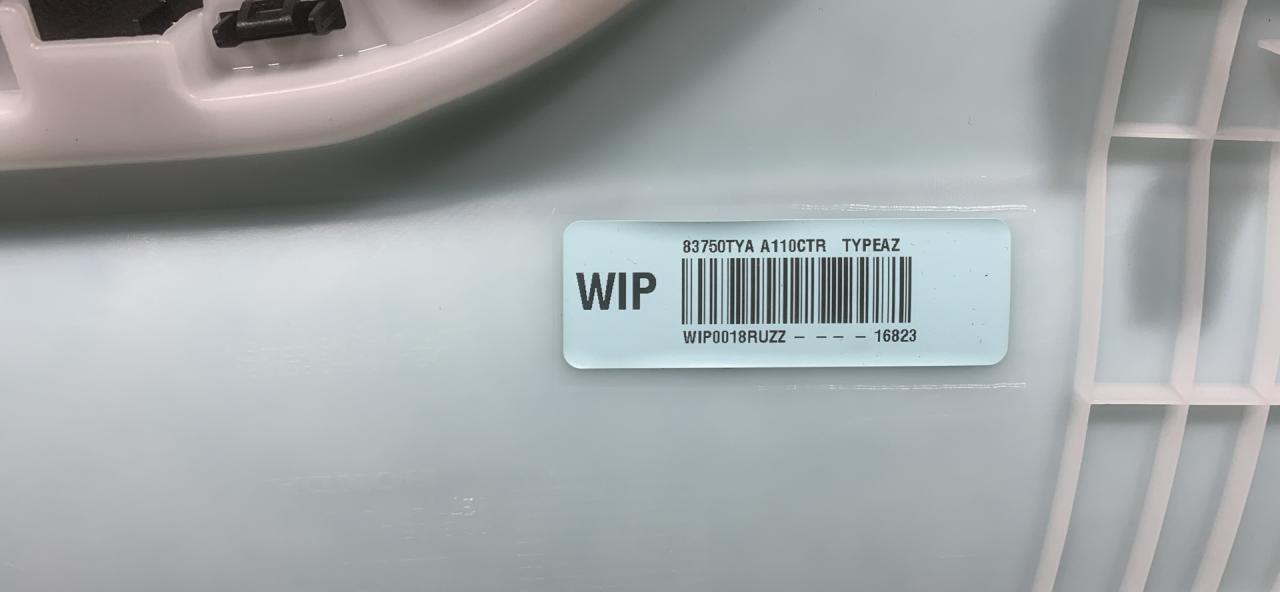 83750TYA A110CTR TYPEAZ
WIP
WIP0018RUZZ – – – – 16823